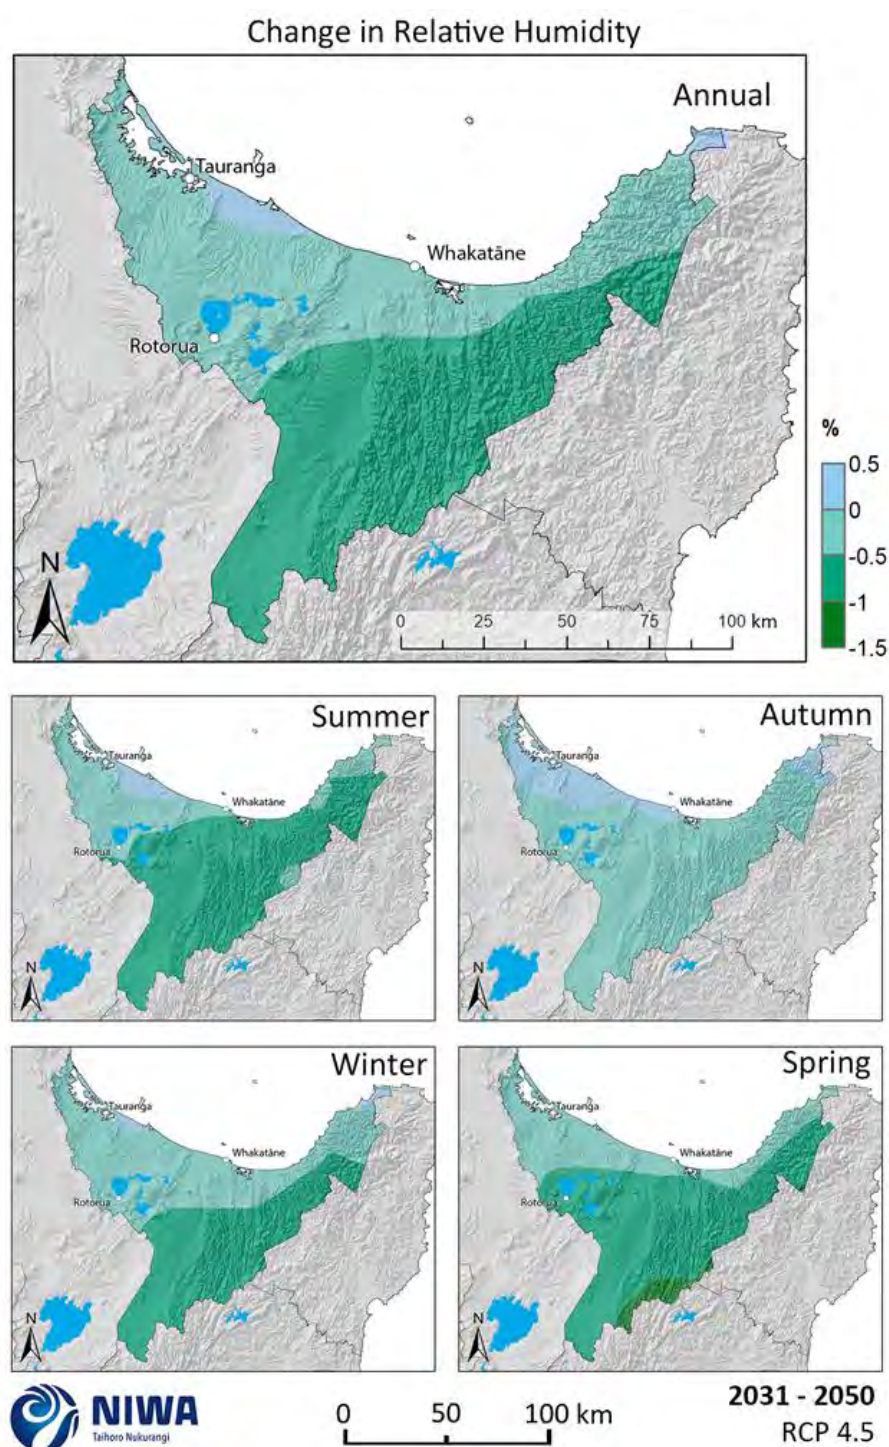 Change in Relative Humidity
Annual
Tauranga
Whakatāne
Rotorua
%
0.5
0
-0.5
-1
-1.5
N
0 25 50 75 100 km
Summer
Tauranga
Whakatāne
Rotorua
N
Autumn
Tauranga
Whakatāne
Rotorua
N
Winter
Tauranga
Whakatāne
Rotorua
N
Spring
Tauranga
Whakatāne
Rotorua
N
NIWA
Taihoro Nukurangi
0 50 100 km
2031 - 2050
RCP 4.5